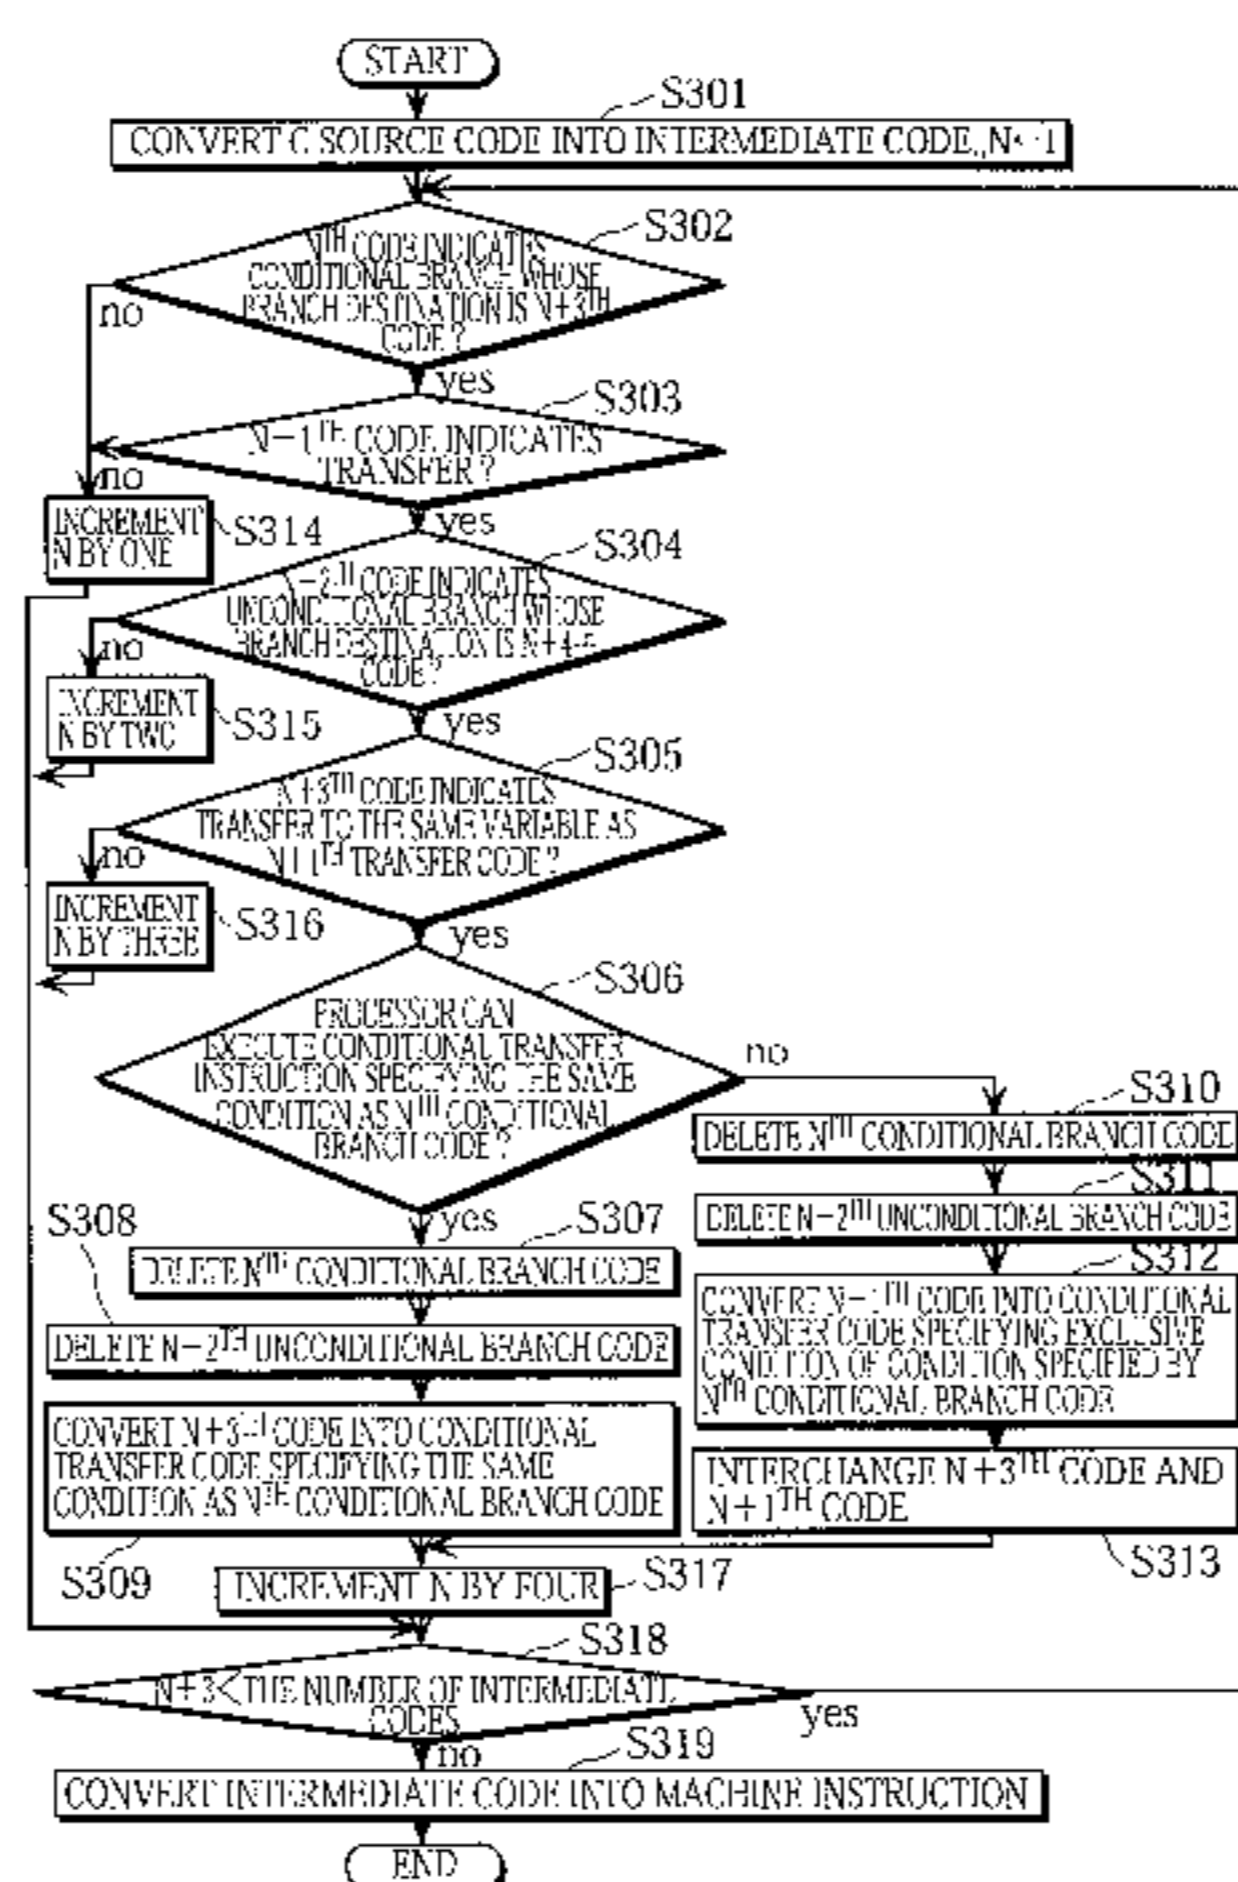 START
S301
CONVERT C SOURCE CODE INTO INTERMEDIATE CODE, N←1
S302
NTH CODE INDICATES
CONDITIONAL BRANCH WHOSE
BRANCH DESTINATION IS N+3TH
CODE?
no
yes
S303
N-1TH CODE INDICATES
TRANSFER?
no
yes
INCREMENT
N BY ONE
S314
S304
N-2TH CODE INDICATES
UNCONDITIONAL BRANCH WHOSE
BRANCH DESTINATION IS N+4
CODE?
no
yes
INCREMENT
N BY TWO
S315
S305
N+3TH CODE INDICATES
TRANSFER TO THE SAME VARIABLE AS
N+1TH TRANSFER CODE?
no
yes
INCREMENT
N BY THREE
S316
S306
PROCESSOR CAN
EXECUTE CONDITIONAL TRANSFER
INSTRUCTION SPECIFYING THE SAME
CONDITION AS NTH CONDITIONAL
BRANCH CODE?
no
yes
S310
DELETE NTH CONDITIONAL BRANCH CODE
S311
DELETE N-2TH UNCONDITIONAL BRANCH CODE
S312
CONVERT N-1TH CODE INTO CONDITIONAL
TRANSFER CODE SPECIFYING EXCLUSIVE
CONDITION OF CONDITION SPECIFIED BY
NTH CONDITIONAL BRANCH CODE
INTERCHANGE N+3TH CODE AND
N+1TH CODE
S313
S307
DELETE NTH CONDITIONAL BRANCH CODE
S308
DELETE N-2TH UNCONDITIONAL BRANCH CODE
CONVERT N+3TH CODE INTO CONDITIONAL
TRANSFER CODE SPECIFYING THE SAME
CONDITION AS NTH CONDITIONAL BRANCH CODE
S309
INCREMENT N BY FOUR
S317
S318
N+3<THE NUMBER OF INTERMEDIATE
CODES
yes
no
S319
CONVERT INTERMEDIATE CODE INTO MACHINE INSTRUCTION
END